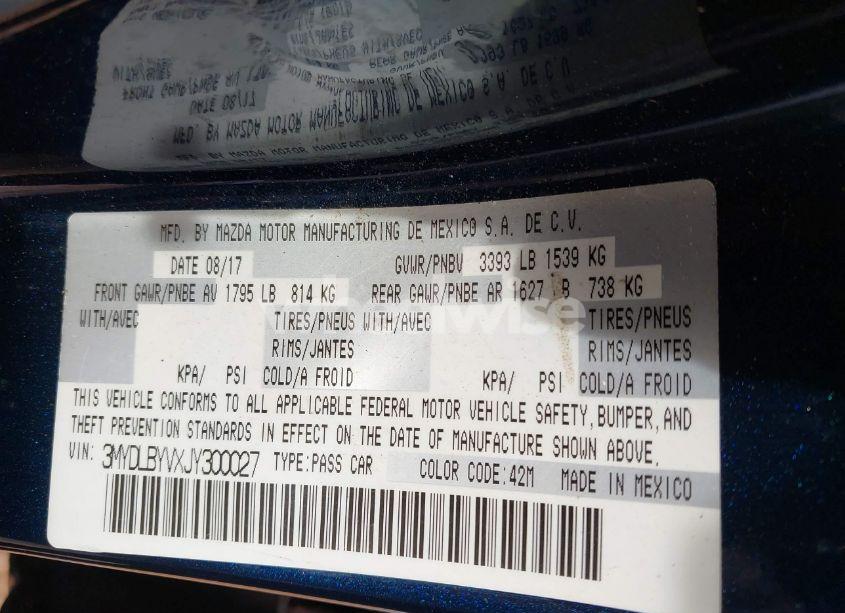 MFD. BY MAZDA MOTOR MANUFACTURING DE MEXICO S.A. DE C.V.
DATE 08/17 GVWR/PNBV 3393 LB 1539 KG
FRONT GAWR/PNBE AV 1795 LB 814 KG REAR GAWR/PNBE AR 1627 B 738 KG
WITH/AVEC TIRES/PNEUS WITH/AVEC TIRES/PNEUS
RIMS/JANTES RIMS/JANTES
KPA/ PSI COLD/A FROID KPA/ PSI COLD/A FROID
THIS VEHICLE CONFORMS TO ALL APPLICABLE FEDERAL MOTOR VEHICLE SAFETY, BUMPER, AND
THEFT PREVENTION STANDARDS IN EFFECT ON THE DATE OF MANUFACTURE SHOWN ABOVE.
VIN: 3MYDLBYVXJY300027 TYPE:PASS CAR COLOR CODE:42M MADE IN MEXICO